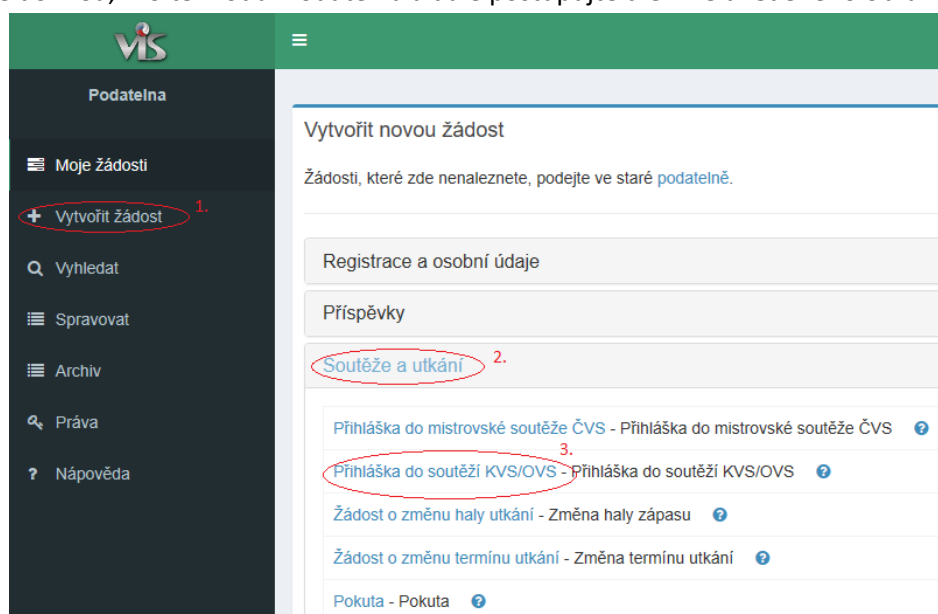 vis
Podatelna
Moje žádosti
Vytvořit žádost 1.
Vyhledat
Spravovat
Archiv
Práva
Nápověda
Vytvořit novou žádost
Žádosti, které zde nenaleznete, podejte ve staré podatelně.
Registrace a osobní údaje
Příspěvky
Soutěže a utkání 2.
Přihláška do mistrovské soutěže ČVS - Přihláška do mistrovské soutěže ČVS
3.
Přihláška do soutěží KVS/OVS - Přihláška do soutěží KVS/OVS
Žádost o změnu haly utkání - Změna haly zápasu
Žádost o změnu termínu utkání - Změna termínu utkání
Pokuta - Pokuta